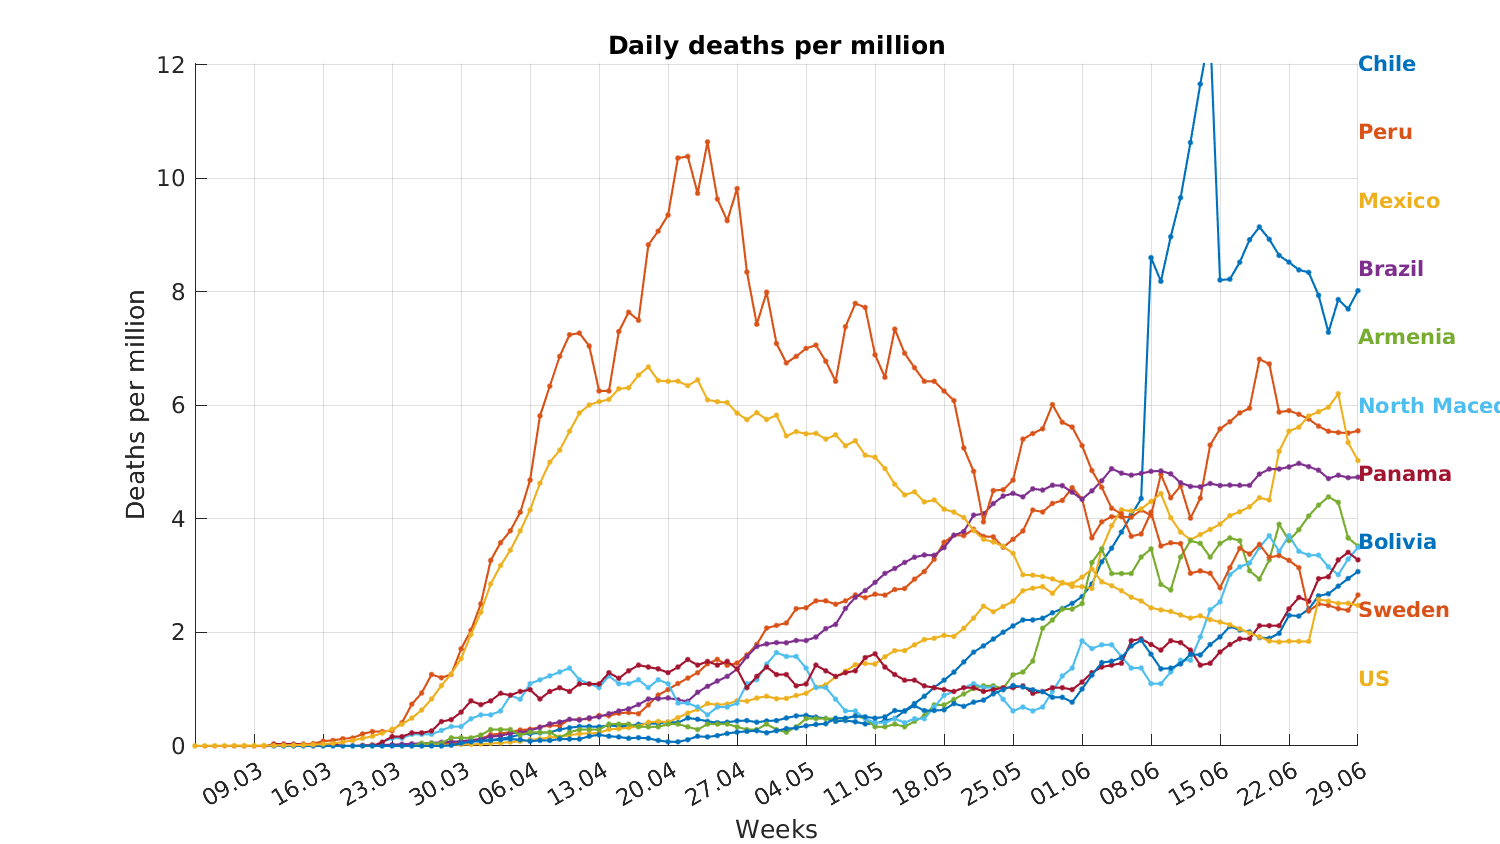 Daily deaths per million
12
10
8
6
4
2
0
Deaths per million
Chile
Peru
Mexico
Brazil
Armenia
North Maced
Panama
Bolivia
Sweden
US
09.03
16.03
23.03
30.03
06.04
13.04
20.04
27.04
04.05
11.05
18.05
25.05
01.06
08.06
15.06
22.06
29.06
Weeks